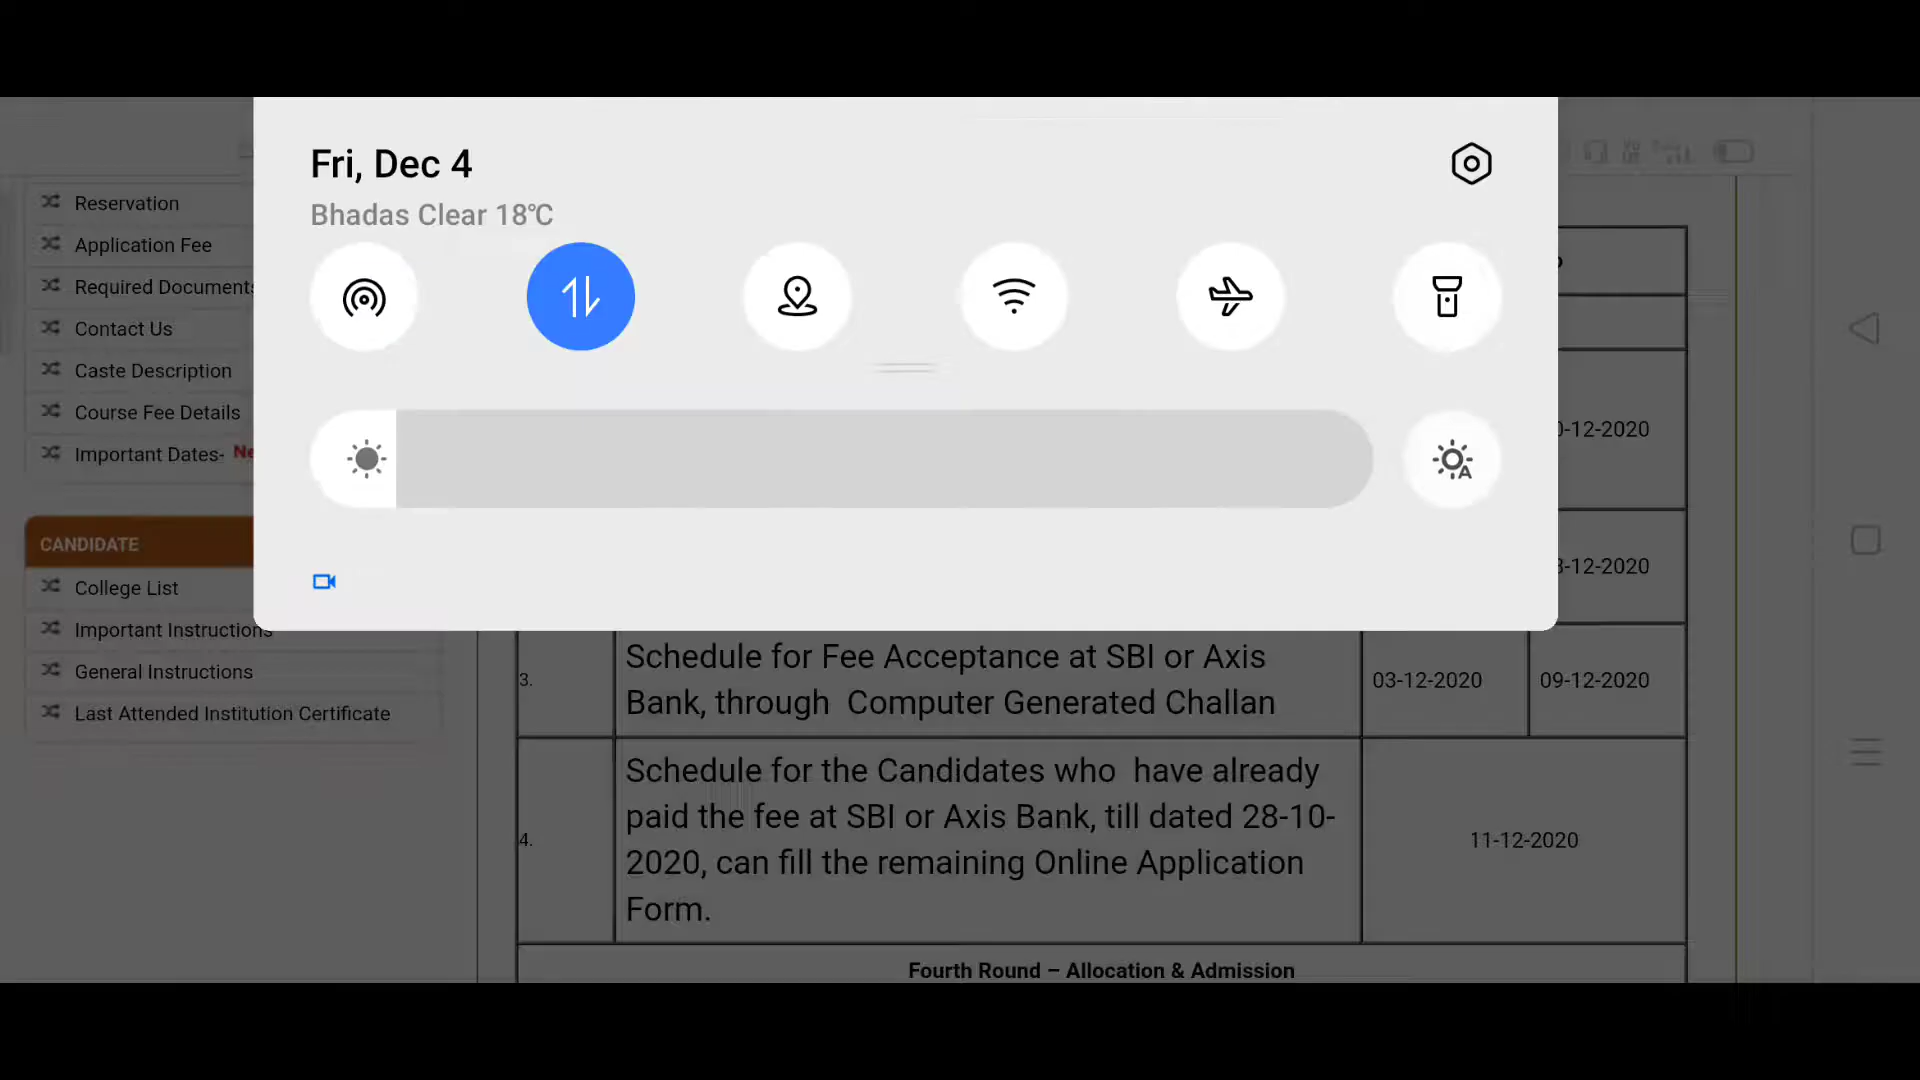 Fri, Dec 4
Bhadas Clear 18℃
Reservation
Application Fee
Required Documents
Contact Us
Caste Description
Course Fee Details
Important Dates-
CANDIDATE
College List
Important Instructions
General Instructions
Last Attended Institution Certificate
-12-2020
-12-2020
3.
Schedule for Fee Acceptance at SBI or Axis
Bank, through Computer Generated Challan
03-12-2020
09-12-2020
4.
Schedule for the Candidates who have already
paid the fee at SBI or Axis Bank, till dated 28-10-
2020, can fill the remaining Online Application
Form.
11-12-2020
Fourth Round – Allocation & Admission